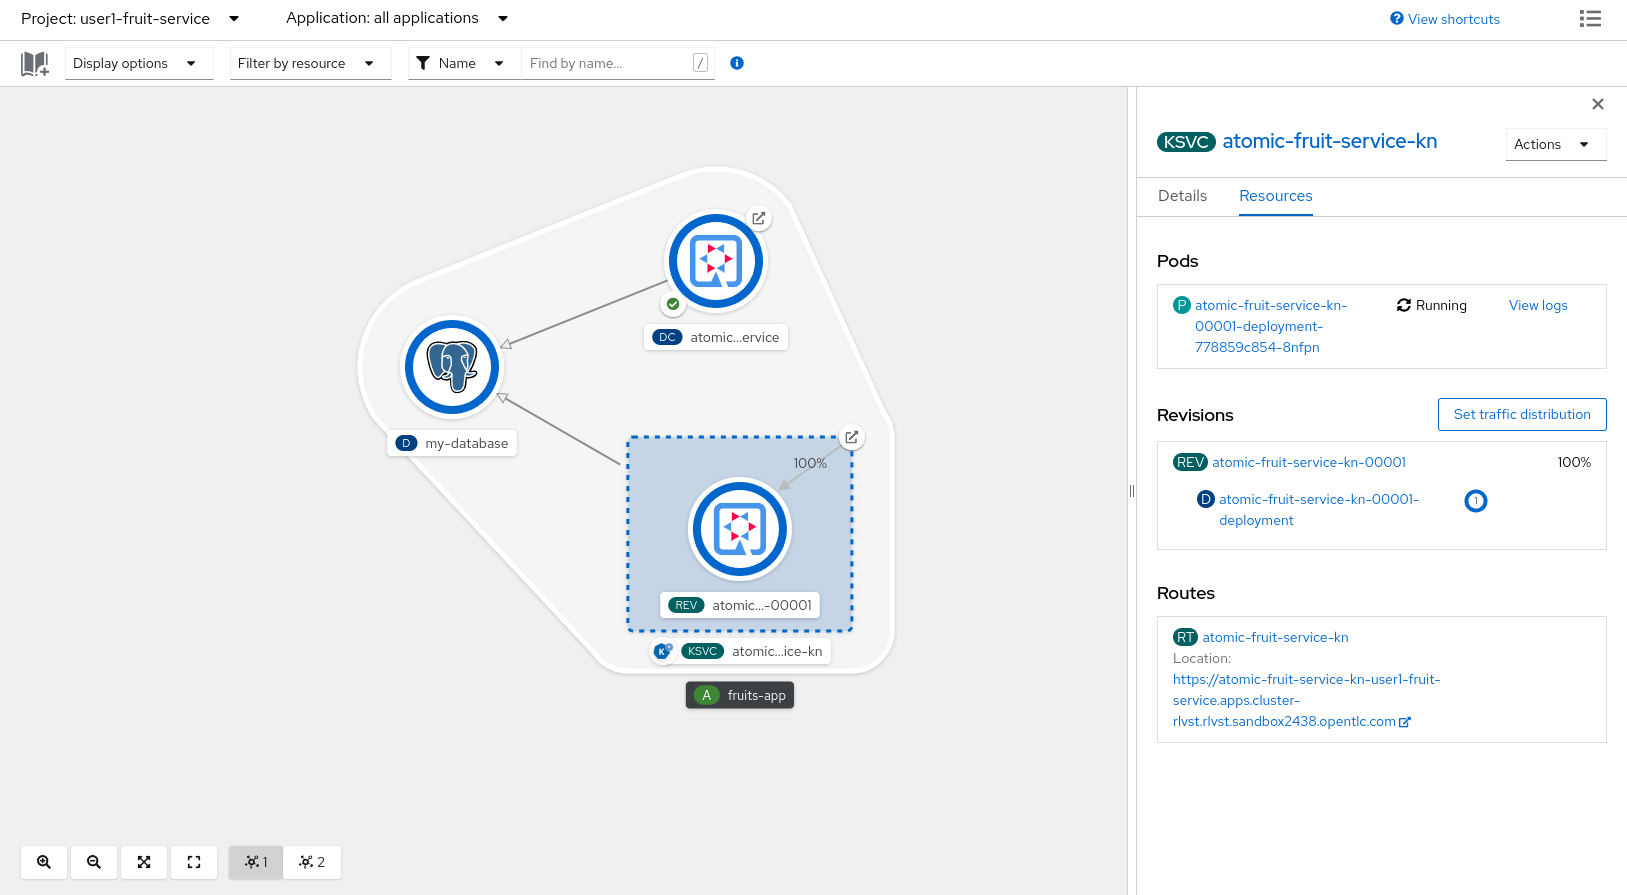 Project: user1-fruit-service
Application: all applications
View shortcuts
Display options
Filter by resource
Name
Find by name...
/
KSVC atomic-fruit-service-kn
Actions
Details
Resources
Pods
P atomic-fruit-service-kn-
00001-deployment-
778859c854-8nfpn
Running
View logs
Revisions
Set traffic distribution
REV atomic-fruit-service-kn-00001
100%
D atomic-fruit-service-kn-00001-
deployment
1
Routes
RT atomic-fruit-service-kn
Location:
https://atomic-fruit-service-kn-user1-fruit-
service.apps.cluster-
rlvst.rlvst.sandbox2438.opentlc.com
DC atomic...ervice
D my-database
100%
REV atomic...-00001
K
KSVC atomic...ice-kn
A fruits-app
1
2